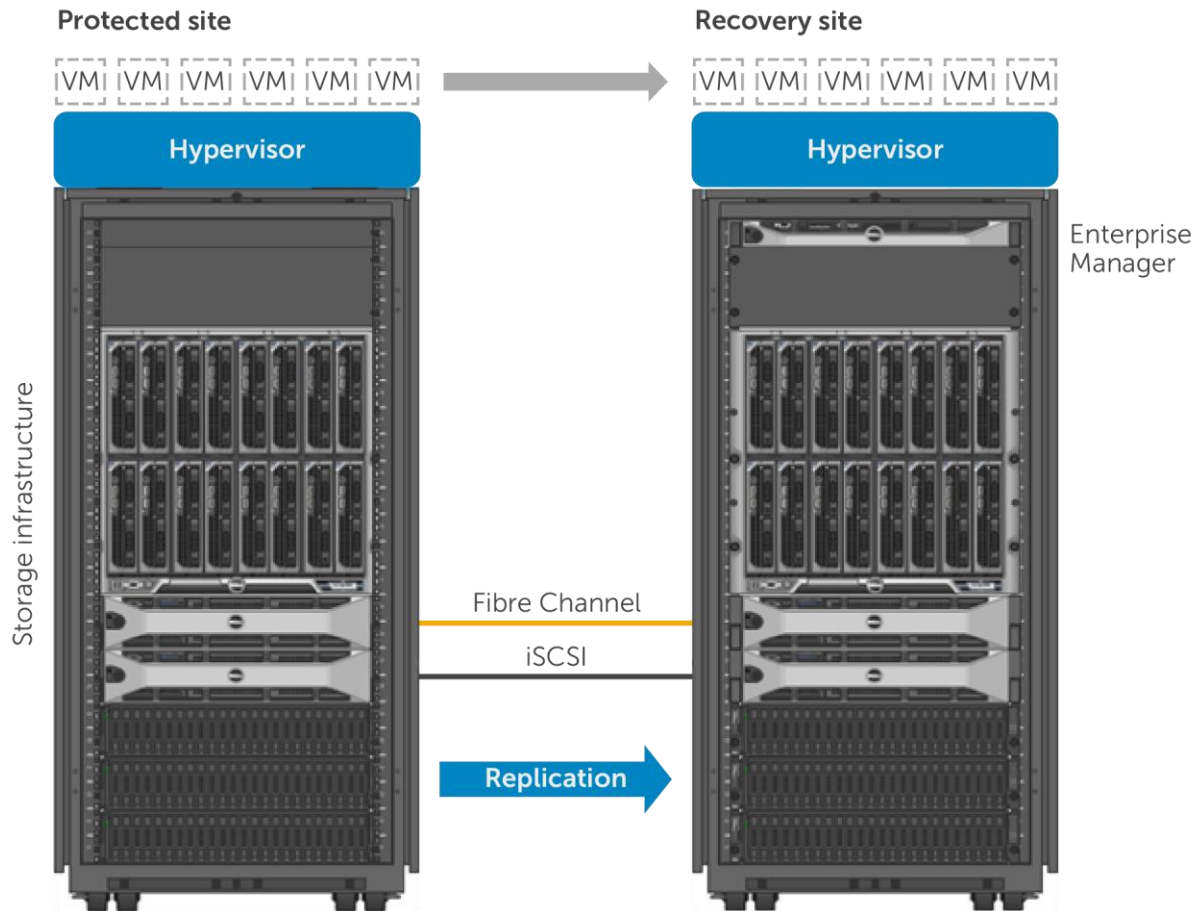 Protected site
Recovery site
VM VM VM VM VM VM
VM VM VM VM VM VM
Hypervisor
Hypervisor
Enterprise
Manager
Storage infrastructure
Fibre Channel
iSCSI
Replication